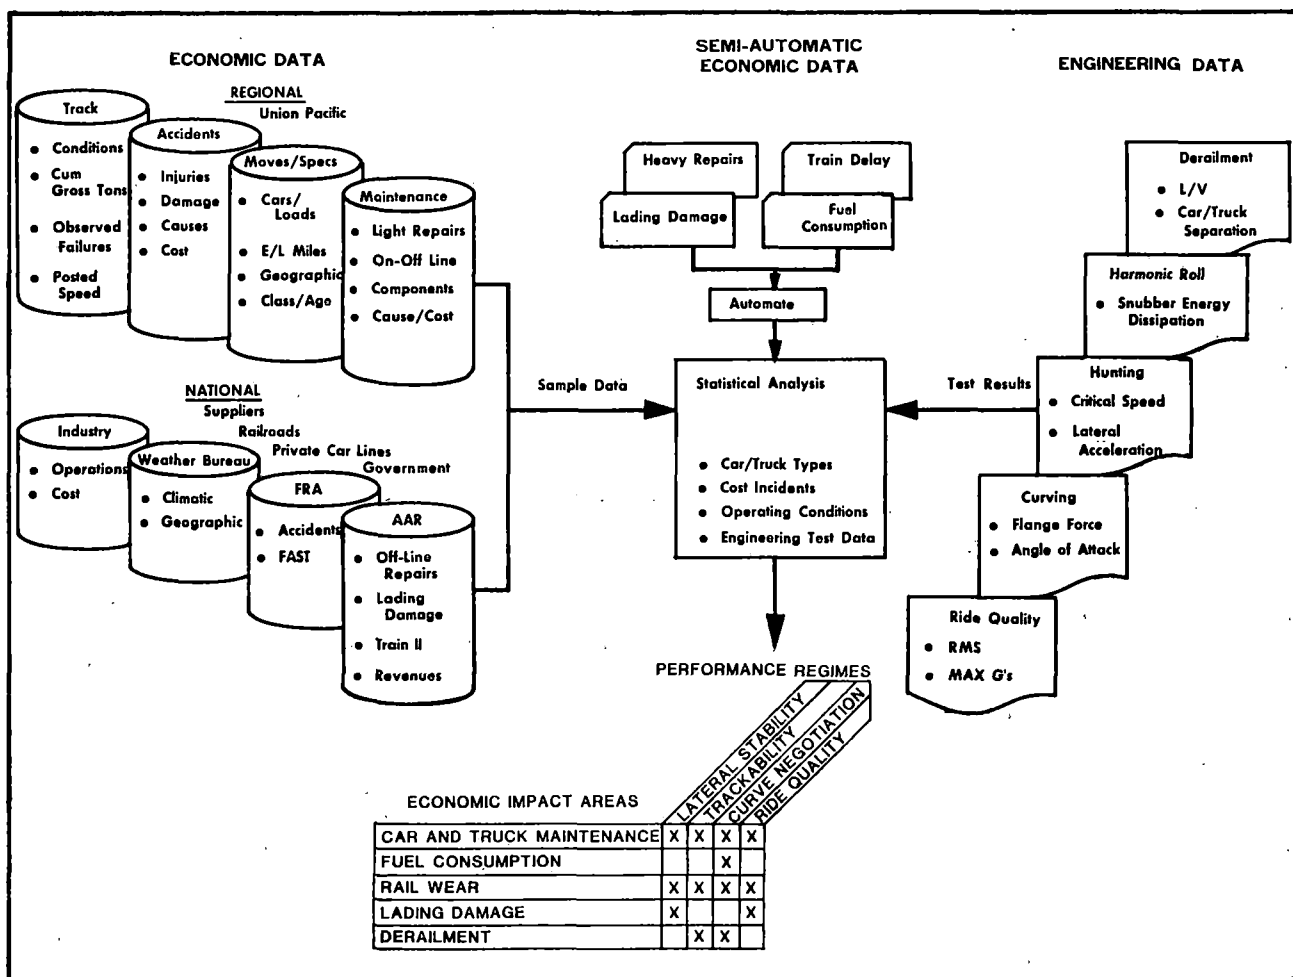 ECONOMIC DATA
REGIONAL
Union Pacific
Track
• Conditions
• Cum
Gross Tons
• Observed
Failures
• Posted
Speed
Accidents
• Injuries
• Damage
• Causes
• Cost
Moves/Specs
• Cars/
Loads
• E/L Miles
• Geographic
• Class/Age
Maintenance
• Light Repairs
• On-Off Line
• Components
• Cause/Cost
NATIONAL
Suppliers
Railroads
Private Car Lines
Government
Industry
• Operations
• Cost
Weather Bureau
• Climatic
• Geographic
FRA
• Accidents
• FAST
AAR
• Off-Line
Repairs
• Lading
Damage
• Train II
• Revenues
Sample Data
SEMI-AUTOMATIC
ECONOMIC DATA
Heavy Repairs
Lading Damage
Train Delay
Fuel
Consumption
Automate
Statistical Analysis
• Car/Truck Types
• Cost Incidents
• Operating Conditions
• Engineering Test Data
Test Results
ENGINEERING DATA
Derailment
• L/V
• Car/Truck
Separation
Harmonic Roll
• Snubber Energy
Dissipation
Hunting
• Critical Speed
• Lateral
Acceleration
Curving
• Flange Force
• Angle of Attack
Ride Quality
• RMS
• MAX G's
PERFORMANCE REGIMES
LATERAL STABILITY
TRACKABILITY
CURVE NEGOTIATION
RIDE QUALITY
ECONOMIC IMPACT AREAS
CAR AND TRUCK MAINTENANCE X X X X
FUEL CONSUMPTION X
RAIL WEAR X X X X
LADING DAMAGE X X
DERAILMENT X X